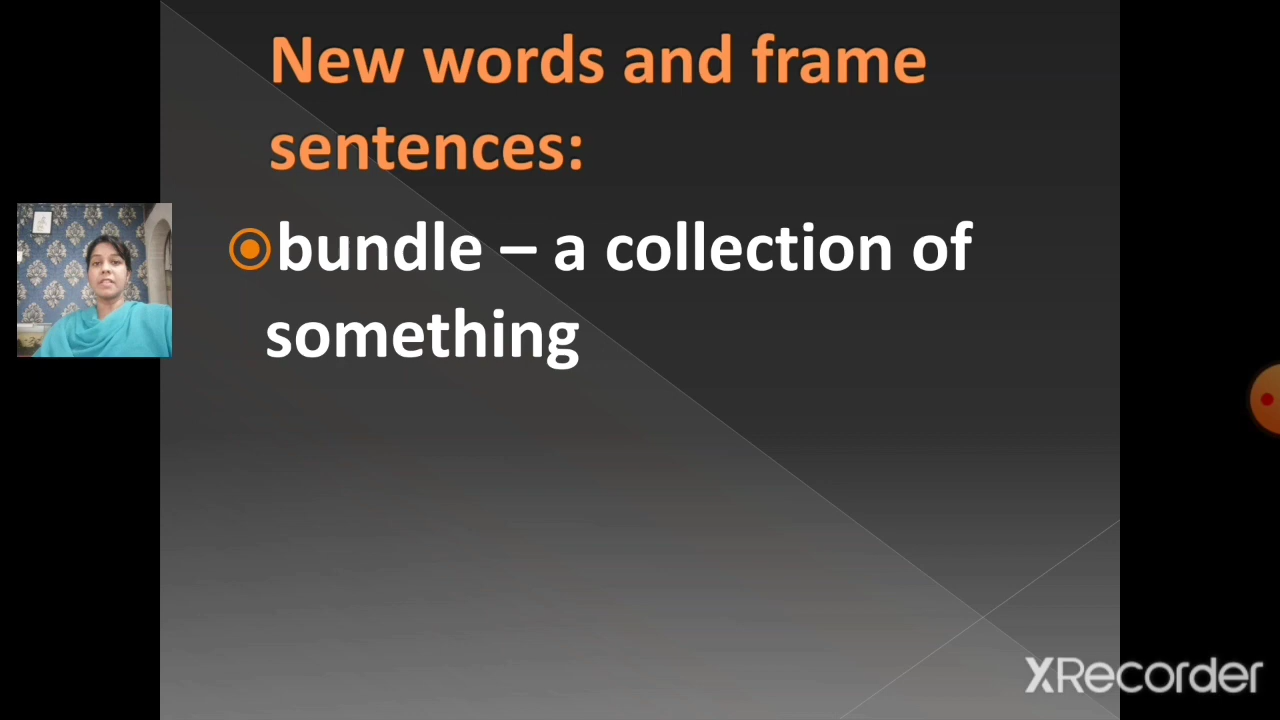 New words and frame
sentences:
bundle – a collection of
something
XRecorder